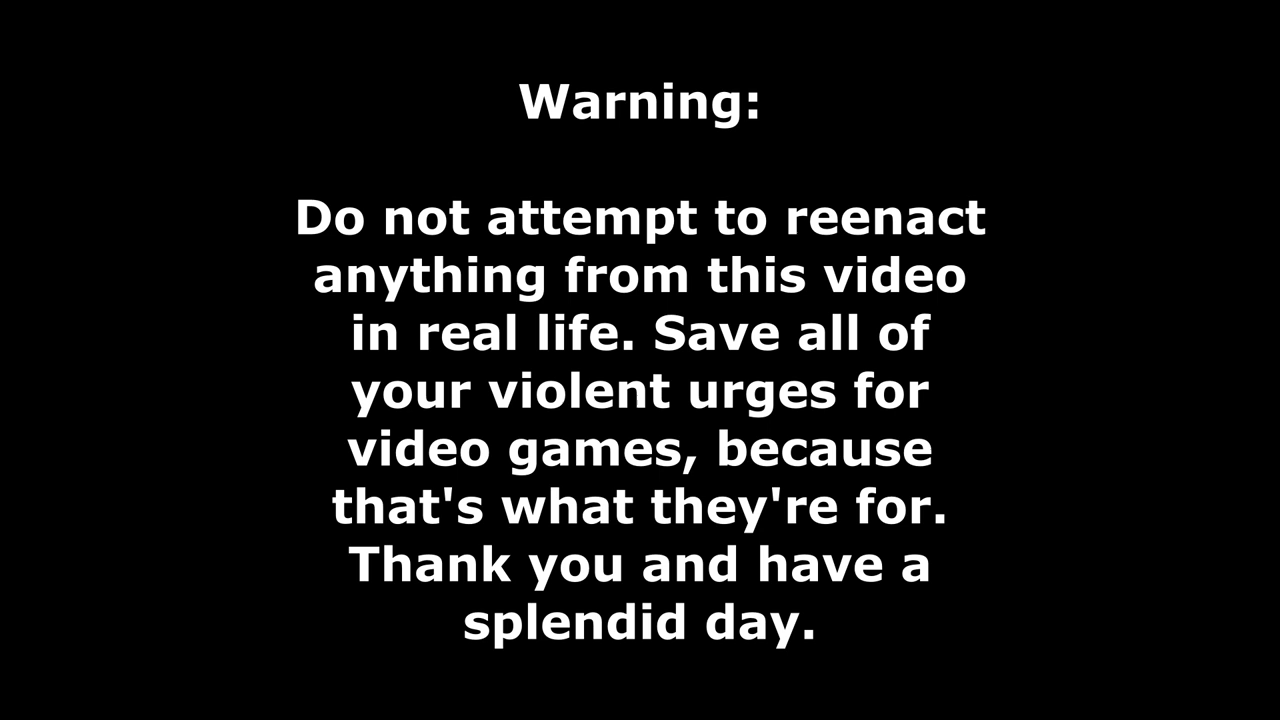 Warning:
Do not attempt to reenact
anything from this video
in real life. Save all of
your violent urges for
video games, because
that's what they're for.
Thank you and have a
splendid day.